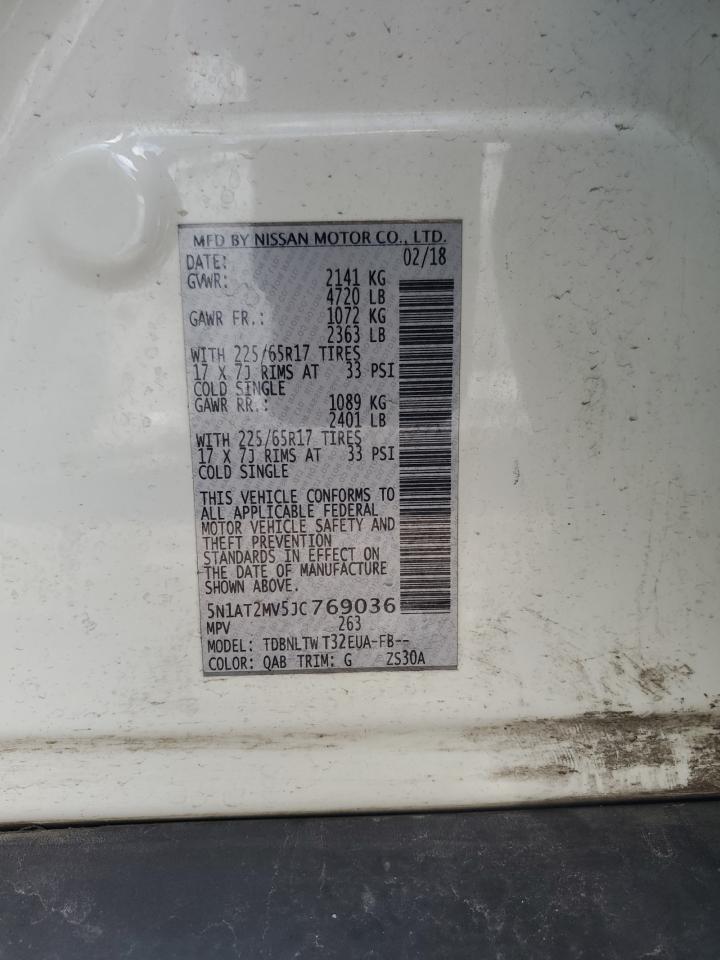 MFD BY NISSAN MOTOR CO., LTD.
DATE: 02/18
GVWR: 2141 KG
4720 LB
GAWR FR.: 1072 KG
2363 LB
WITH 225/65R17 TIRES
17 X 7J RIMS AT 33 PSI
COLD SINGLE
GAWR RR.: 1089 KG
2401 LB
WITH 225/65R17 TIRES
17 X 7J RIMS AT 33 PSI
COLD SINGLE
THIS VEHICLE CONFORMS TO
ALL APPLICABLE FEDERAL
MOTOR VEHICLE SAFETY AND
THEFT PREVENTION
STANDARDS IN EFFECT ON
THE DATE OF MANUFACTURE
SHOWN ABOVE.
5N1AT2MV5JC769036
MPV 263
MODEL: TDBNLTW T32EUA-FB--
COLOR: QAB TRIM: G ZS30A